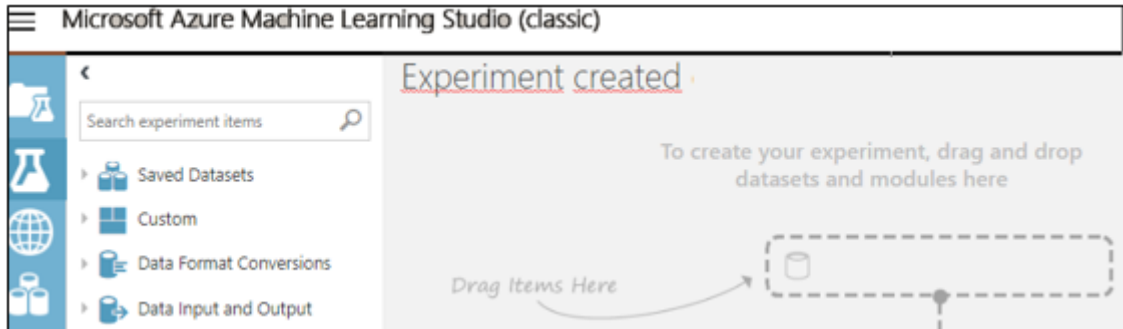 Microsoft Azure Machine Learning Studio (classic)
Experiment created
Search experiment items
Saved Datasets
Custom
Data Format Conversions
Data Input and Output
To create your experiment, drag and drop
datasets and modules here
Drag Items Here